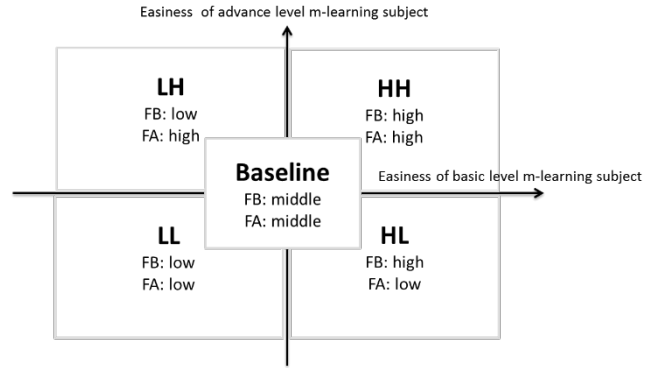 Easiness of advance level m-learning subject
LH
FB: low
FA: high
HH
FB: high
FA: high
Baseline
FB: middle
FA: middle
Easiness of basic level m-learning subject
LL
FB: low
FA: low
HL
FB: high
FA: low